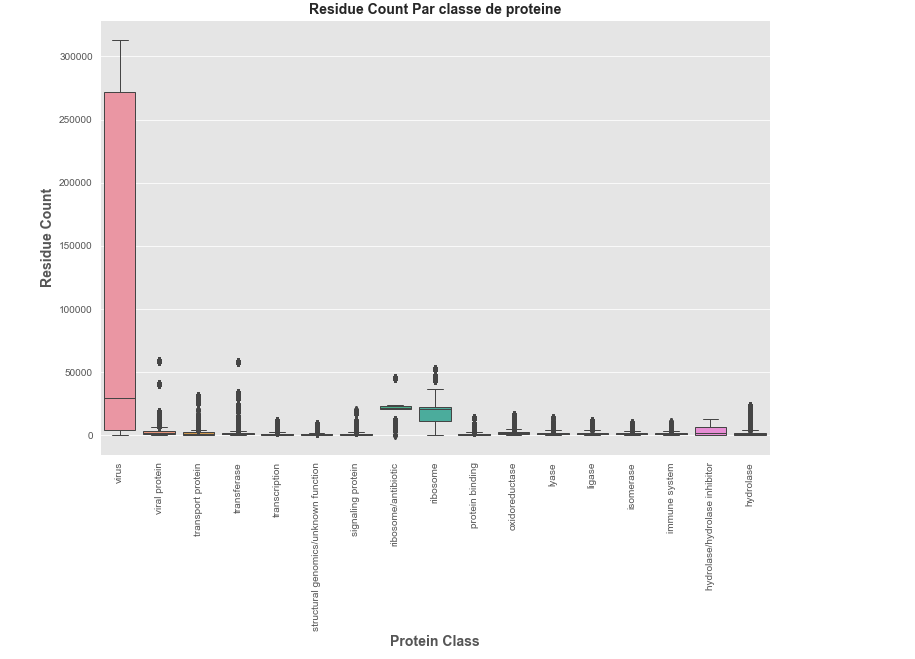 Residue Count Par classe de proteine
Residue Count
300000
250000
200000
150000
100000
50000
0
virus
viral protein
transport protein
transferase
transcription
structural genomics/unknown function
signaling protein
ribosome/antibiotic
ribosome
protein binding
oxidoreductase
lyase
ligase
isomerase
immune system
hydrolase/hydrolase inhibitor
hydrolase
Protein Class